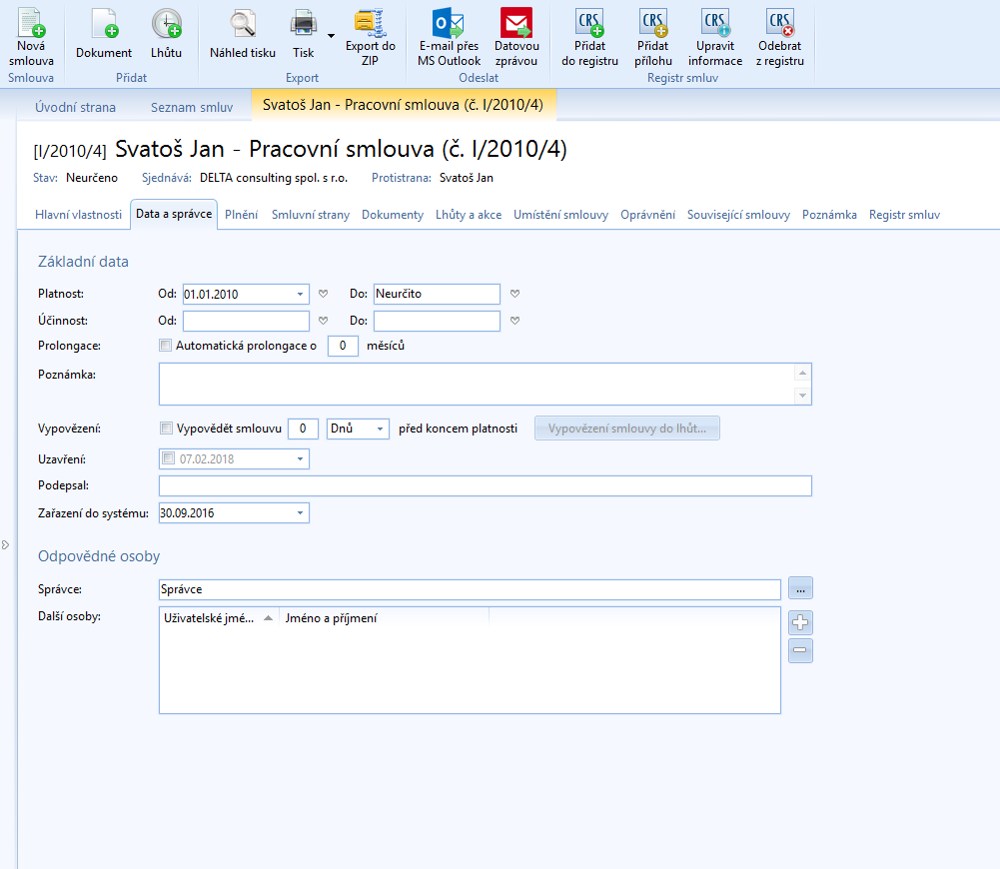 Nová smlouva
Dokument
Lhůtu
Náhled tisku
Tisk
Export do ZIP
E-mail přes MS Outlook
Datovou zprávou
CRS
Přidat do registru
CRS
Přidat přílohu
CRS
Upravit informace
CRS
Odebrat z registru
Smlouva
Přidat
Export
Odeslat
Registr smluv
Úvodní strana
Seznam smluv
Svatoš Jan - Pracovní smlouva (č. I/2010/4)
[I/2010/4] Svatoš Jan - Pracovní smlouva (č. I/2010/4)
Stav: Neurčeno Sjednává: DELTA consulting spol. s r.o. Protistrana: Svatoš Jan
Hlavní vlastnosti Data a správce Plnění Smluvní strany Dokumenty Lhůty a akce Umístění smlouvy Oprávnění Související smlouvy Poznámka Registr smluv
Základní data
Platnost: Od: 01.01.2010 Do: Neurčito
Účinnost: Od: Do:
Prolongace: Automatická prolongace o 0 měsíců
Poznámka:
Vypovězení: Vypovědět smlouvu 0 Dnů před koncem platnosti Vypovězení smlouvy do lhůt...
Uzavření: 07.02.2018
Podepsal:
Zařazení do systému: 30.09.2016
Odpovědné osoby
Správce: Správce ...
Další osoby: Uživatelské jmé... Jméno a příjmení